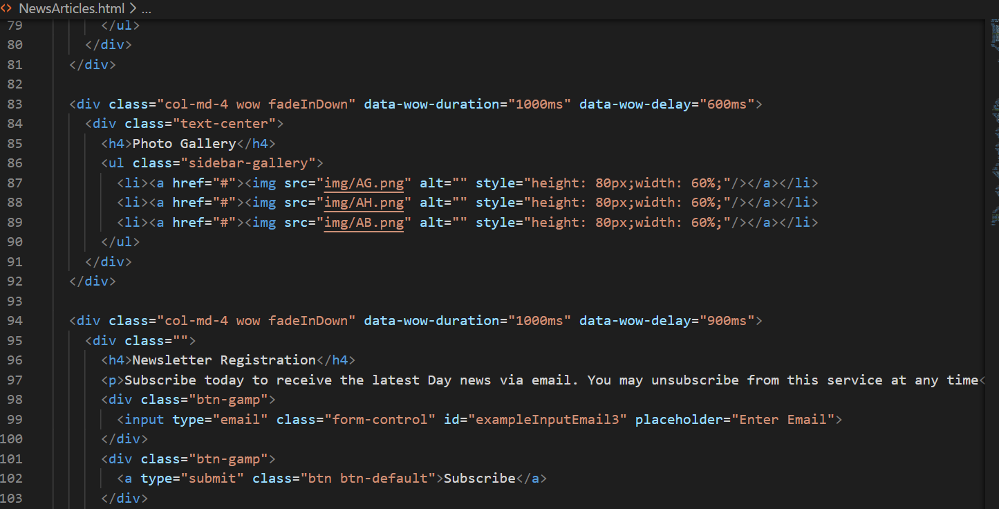 NewsArticles.html > ...
79 </ul>
80 </div>
81 </div>
82
83 <div class="col-md-4 wow fadeInDown" data-wow-duration="1000ms" data-wow-delay="600ms">
84 <div class="text-center">
85 <h4>Photo Gallery</h4>
86 <ul class="sidebar-gallery">
87 <li><a href="#"><img src="img/AG.png" alt="" style="height: 80px;width: 60%;"/></a></li>
88 <li><a href="#"><img src="img/AH.png" alt="" style="height: 80px;width: 60%;"/></a></li>
89 <li><a href="#"><img src="img/AB.png" alt="" style="height: 80px;width: 60%;"/></a></li>
90 </ul>
91 </div>
92 </div>
93
94 <div class="col-md-4 wow fadeInDown" data-wow-duration="1000ms" data-wow-delay="900ms">
95 <div class="">
96 <h4>Newsletter Registration</h4>
97 <p>Subscribe today to receive the latest Day news via email. You may unsubscribe from this service at any time<
98 <div class="btn-gamp">
99 <input type="email" class="form-control" id="exampleInputEmail3" placeholder="Enter Email">
100 </div>
101 <div class="btn-gamp">
102 <a type="submit" class="btn btn-default">Subscribe</a>
103 </div>